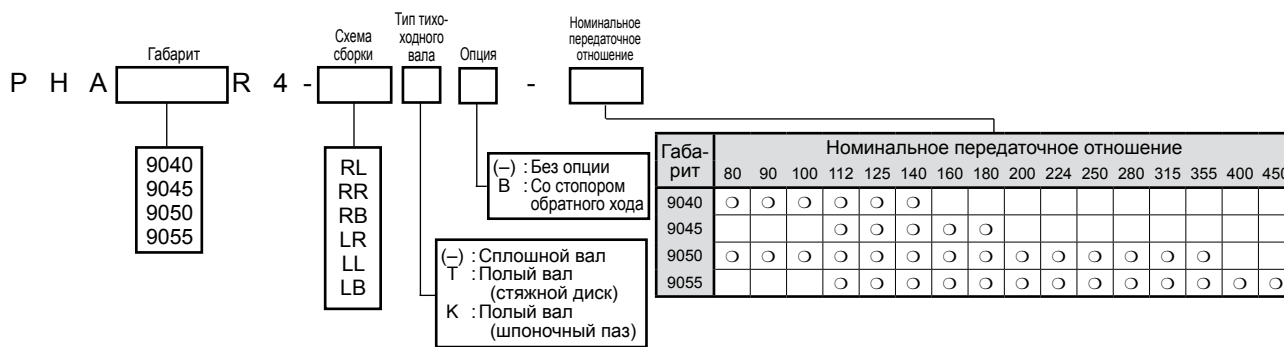 Габарит
Схема
сборки
Тип тихо-
ходного
вала
Опция
Номинальное
передаточное
отношение
P H A R 4 - -
9040
9045
9050
9055
RL
RR
RB
LR
LL
LB
(–) : Без опции
B : Со стопором
обратного хода
(–) : Сплошной вал
T : Полый вал
(стяжной диск)
K : Полый вал
(шпоночный паз)
Габа-
рит
Номинальное передаточное отношение
80 90 100 112 125 140 160 180 200 224 250 280 315 355 400 450
9040 ❍ ❍ ❍ ❍ ❍ ❍
9045 ❍ ❍ ❍ ❍ ❍
9050 ❍ ❍ ❍ ❍ ❍ ❍ ❍ ❍ ❍ ❍ ❍ ❍ ❍ ❍
9055 ❍ ❍ ❍ ❍ ❍ ❍ ❍ ❍ ❍ ❍ ❍ ❍ ❍